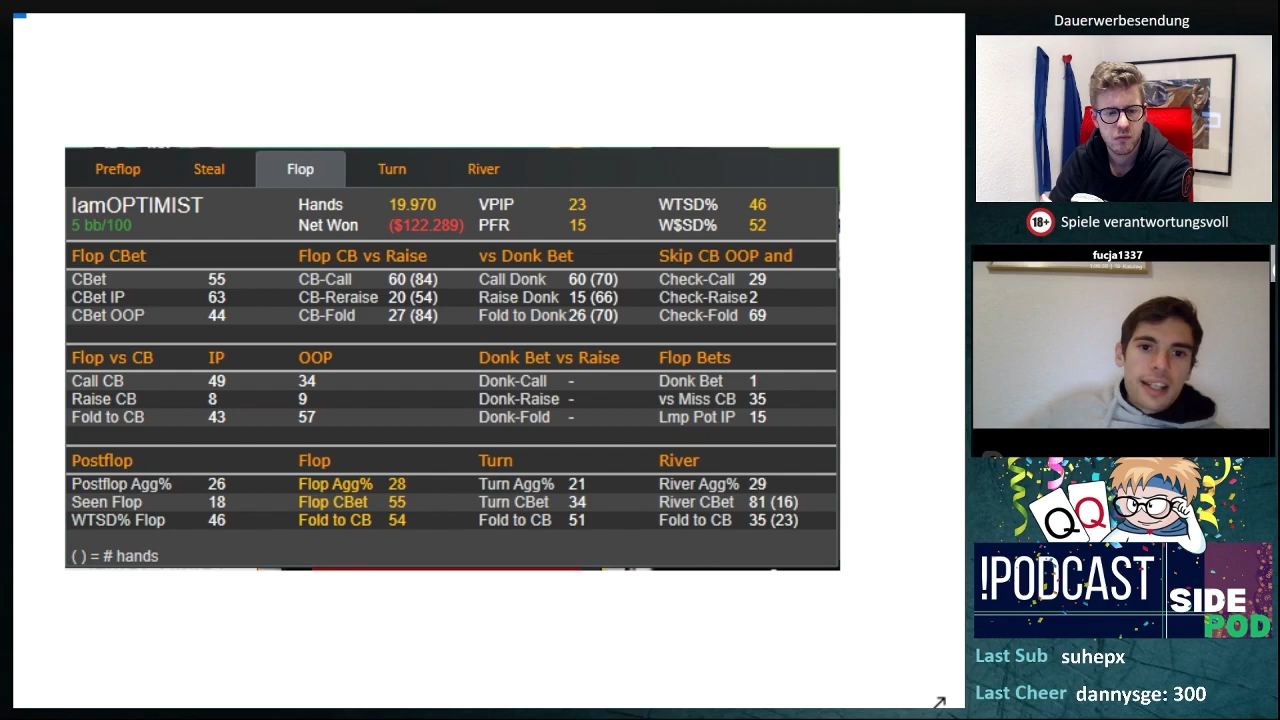 Dauerwerbesendung
Preflop Steal Flop Turn River
IamOPTIMIST Hands 19.970 VPIP 23 WTSD% 46
5 bb/100 Net Won ($122.289) PFR 15 W$SD% 52
Flop CBet Flop CB vs Raise vs Donk Bet Skip CB OOP and
CBet 55 CB-Call 60 (84) Call Donk 60 (70) Check-Call 29
CBet IP 63 CB-Reraise 20 (54) Raise Donk 15 (66) Check-Raise 2
CBet OOP 44 CB-Fold 27 (84) Fold to Donk 26 (70) Check-Fold 69
Flop vs CB IP OOP Donk Bet vs Raise Flop Bets
Call CB 49 34 Donk-Call - Donk Bet 1
Raise CB 8 9 Donk-Raise - vs Miss CB 35
Fold to CB 43 57 Donk-Fold - Lmp Pot IP 15
Postflop Flop Turn River
Postflop Agg% 26 Flop Agg% 28 Turn Agg% 21 River Agg% 29
Seen Flop 18 Flop CBet 55 Turn CBet 34 River CBet 81 (16)
WTSD% Flop 46 Fold to CB 54 Fold to CB 51 Fold to CB 35 (23)
( ) = # hands
18+ Spiele verantwortungsvoll
fucja1337
Q Q
!PODCAST
SIDE
POD
Last Sub suhepx
Last Cheer dannysge: 300